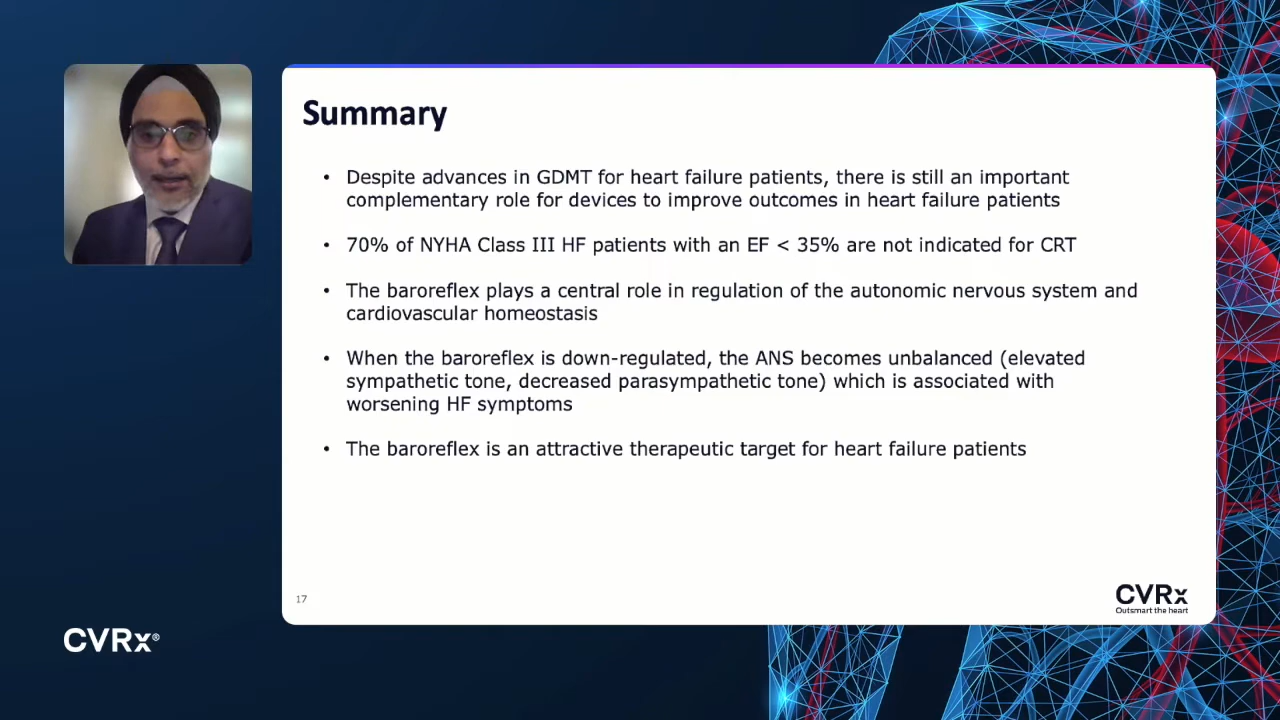 Summary
• Despite advances in GDMT for heart failure patients, there is still an important
complementary role for devices to improve outcomes in heart failure patients
• 70% of NYHA Class III HF patients with an EF < 35% are not indicated for CRT
• The baroreflex plays a central role in regulation of the autonomic nervous system and
cardiovascular homeostasis
• When the baroreflex is down-regulated, the ANS becomes unbalanced (elevated
sympathetic tone, decreased parasympathetic tone) which is associated with
worsening HF symptoms
• The baroreflex is an attractive therapeutic target for heart failure patients
17
CVRx
Outsmart the heart
CVRx®